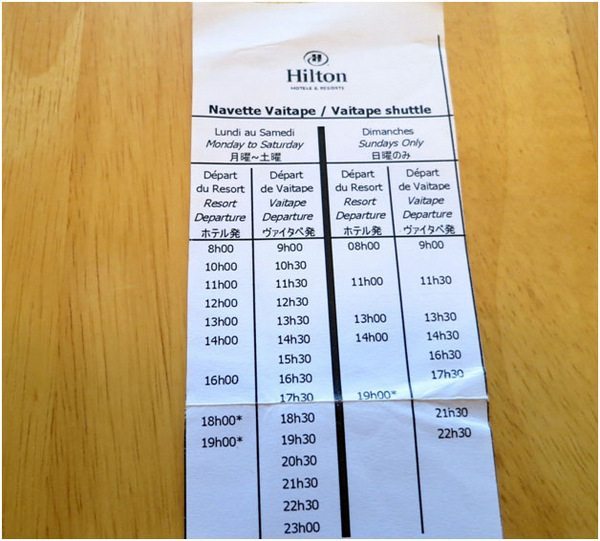 Hilton
HOTELS & RESORTS
Navette Vaitape / Vaitape shuttle
Lundi au Samedi Dimanches
Monday to Saturday Sundays Only
月曜~土曜 日曜のみ
Départ Départ Départ Départ
du Resort de Vaitape du Resort de Vaitape
Resort Vaitape Resort Vaitape
Departure Departure Departure Departure
ホテル発 ヴァイタペ発 ホテル発 ヴァイタペ発
8h00 9h00 08h00 9h00
10h00 10h30
11h00 11h30 11h00 11h30
12h00 12h30
13h00 13h30 13h00 13h30
14h00 14h30 14h00 14h30
15h30 16h30
16h00 16h30 17h30
17h30 19h00*
18h00* 18h30 21h30
19h00* 19h30 22h30
20h30
21h30
22h30
23h00